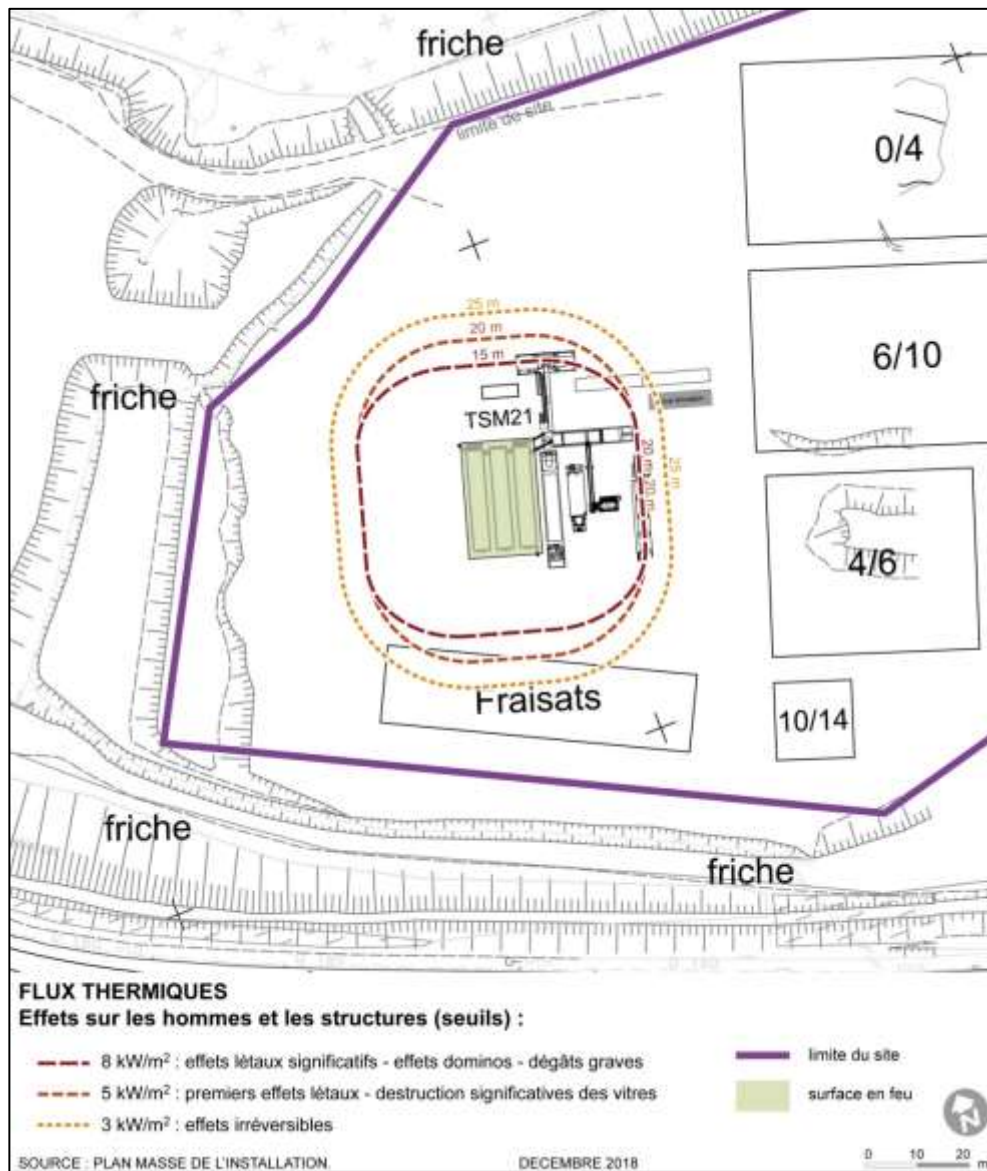 friche
limite de site
0/4
25 m
20 m
15 m
6/10
friche
TSM21
20 m
20 m
25 m
4/6
Fraisats
10/14
friche
friche
FLUX THERMIQUES
Effets sur les hommes et les structures (seuils) :
8 kW/m² : effets létaux significatifs - effets dominos - dégâts graves
limite du site
5 kW/m² : premiers effets létaux - destruction significatives des vitres
surface en feu
3 kW/m² : effets irréversibles
N
SOURCE : PLAN MASSE DE L'INSTALLATION.
DECEMBRE 2018
0 10 20 m